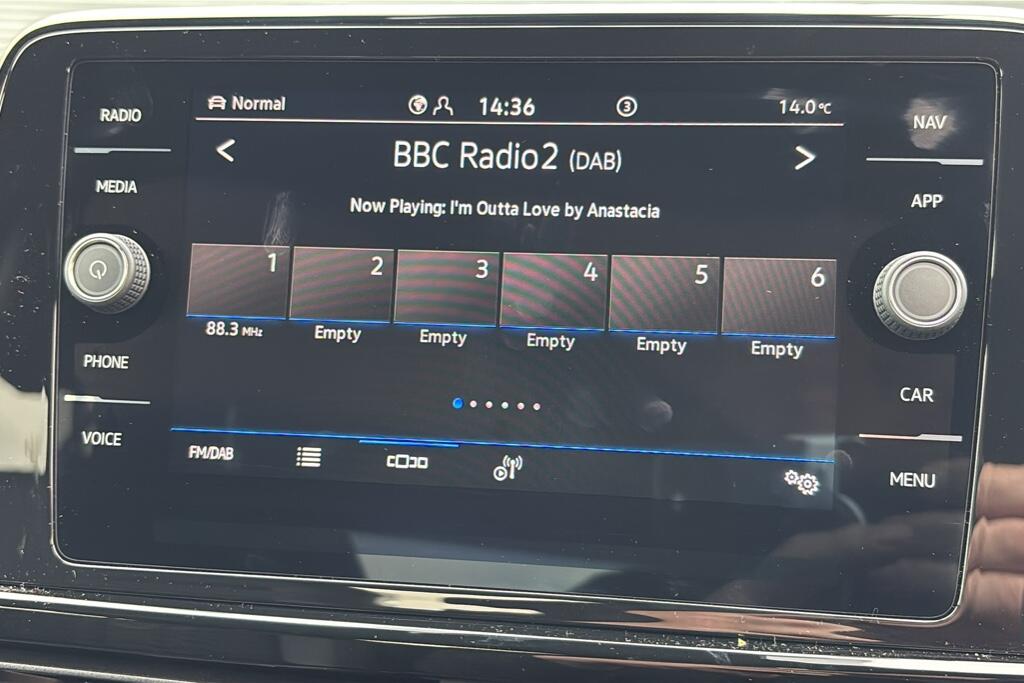 RADIO
MEDIA
PHONE
VOICE
Normal 14:36 3 14.0°C
< BBC Radio2 (DAB) >
Now Playing: I'm Outta Love by Anastacia
1 2 3 4 5 6
88.3 MHz Empty Empty Empty Empty Empty
FM/DAB
NAV
APP
CAR
MENU